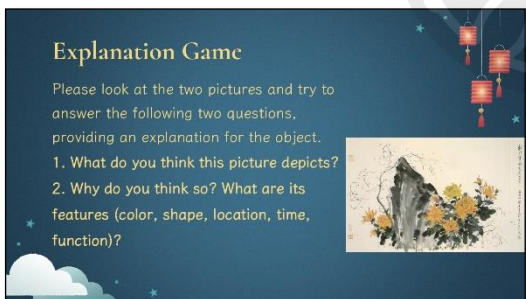 Explanation Game
Please look at the two pictures and try to
answer the following two questions,
providing an explanation for the object.
1. What do you think this picture depicts?
2. Why do you think so? What are its
features (color, shape, location, time,
function)?